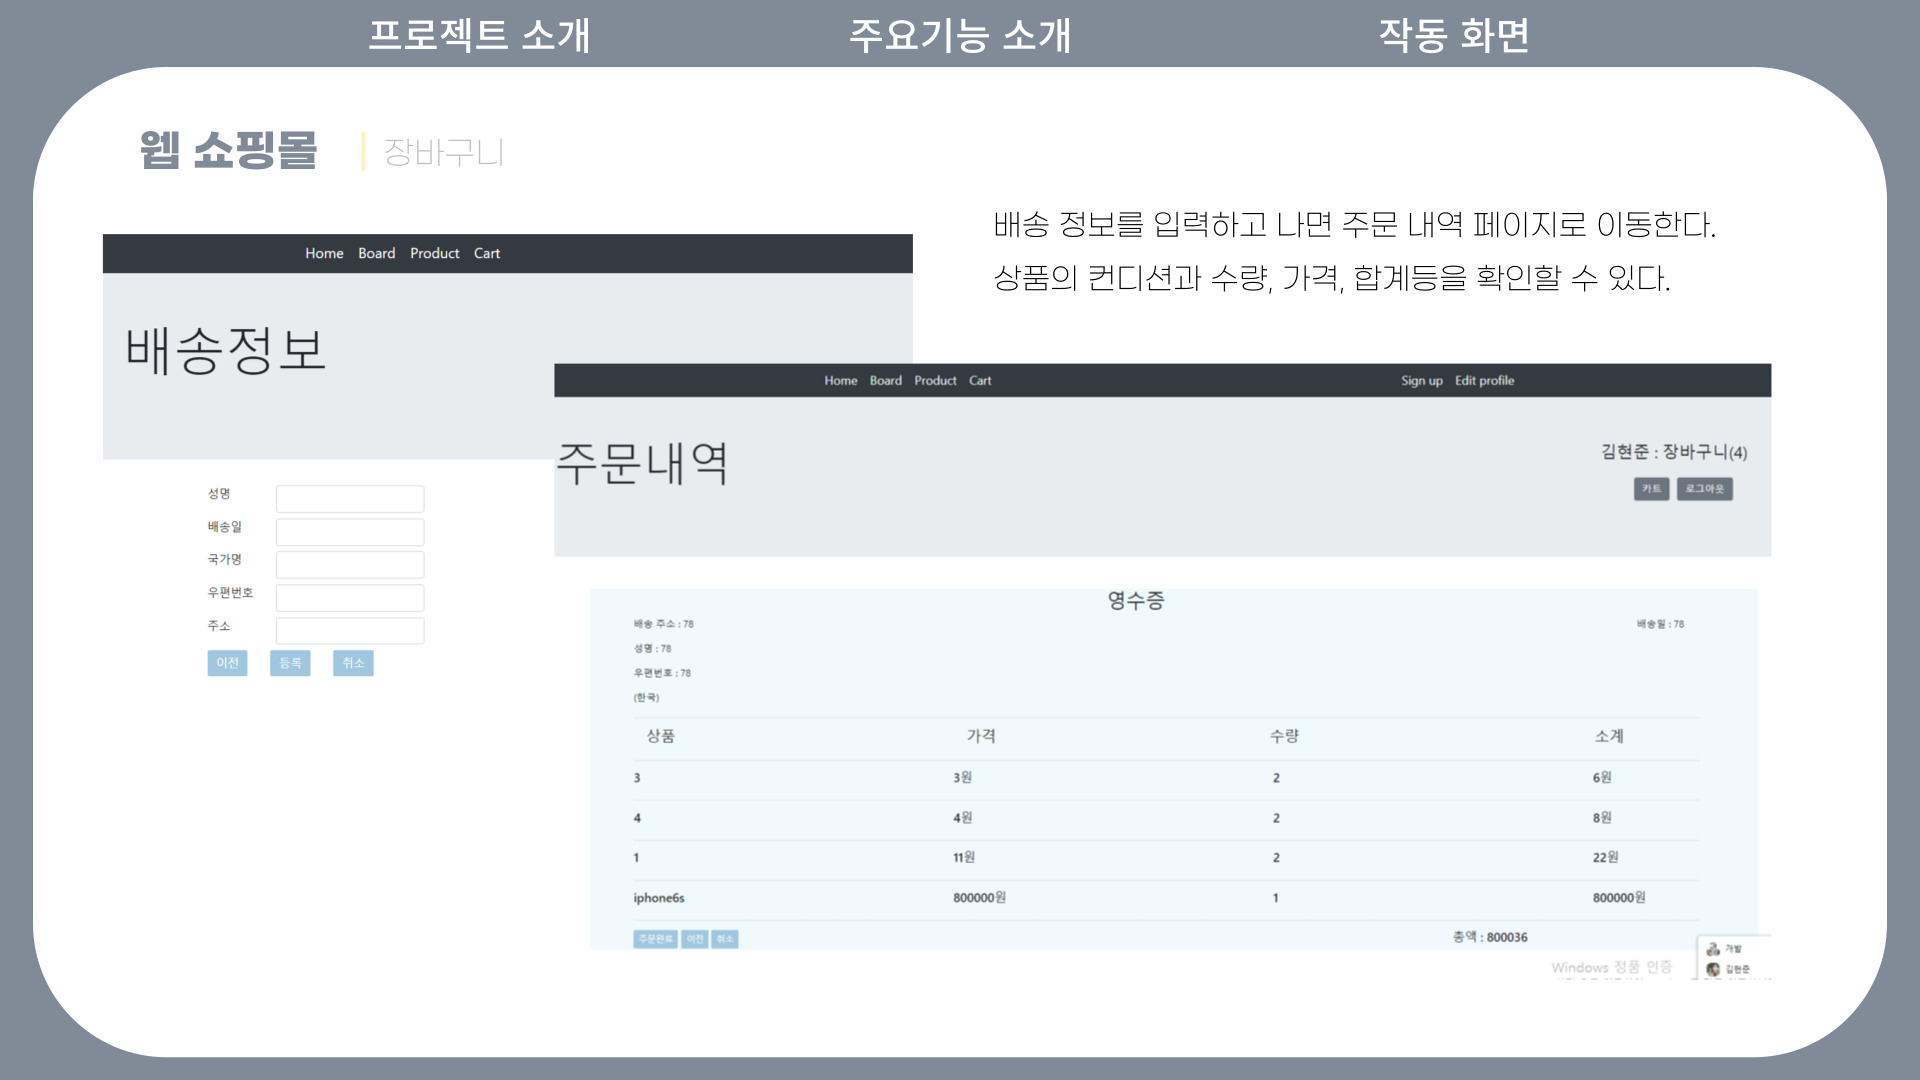 프로젝트 소개 주요기능 소개 작동 화면
웹 쇼핑몰 장바구니
배송 정보를 입력하고 나면 주문 내역 페이지로 이동한다.
상품의 컨디션과 수량, 가격, 합계등을 확인할 수 있다.
Home Board Product Cart
배송정보
성명
배송일
국가명
우편번호
주소
이전 등록 취소
Home Board Product Cart Sign up Edit profile
주문내역
김현준 : 장바구니(4)
카트 로그아웃
영수증
배송 주소 : 78 배송일 : 78
성명 : 78
우편번호 : 78
(한국)
상품 가격 수량 소계
3 3원 2 6원
4 4원 2 8원
1 11원 2 22원
iphone6s 800000원 1 800000원
주문완료 이전 취소 총액 : 800036
Windows 정품 인증
개발
김현준